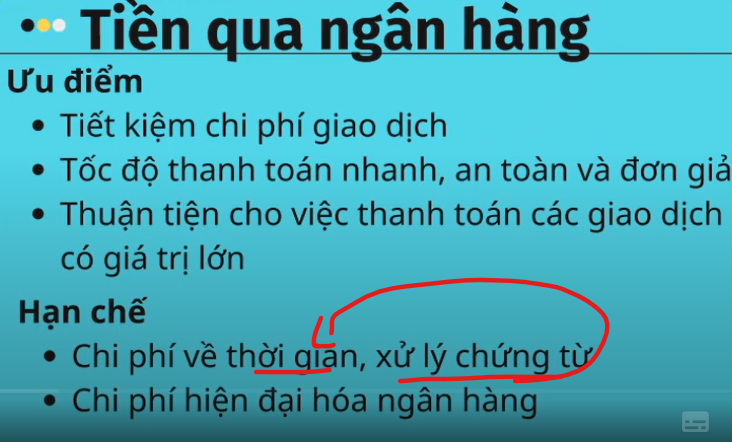 Tiền qua ngân hàng
Ưu điểm
Tiết kiệm chi phí giao dịch
Tốc độ thanh toán nhanh, an toàn và đơn giả
Thuận tiện cho việc thanh toán các giao dịch
có giá trị lớn
Hạn chế
Chi phí về thời gian, xử lý chứng từ
Chi phí hiện đại hóa ngân hàng